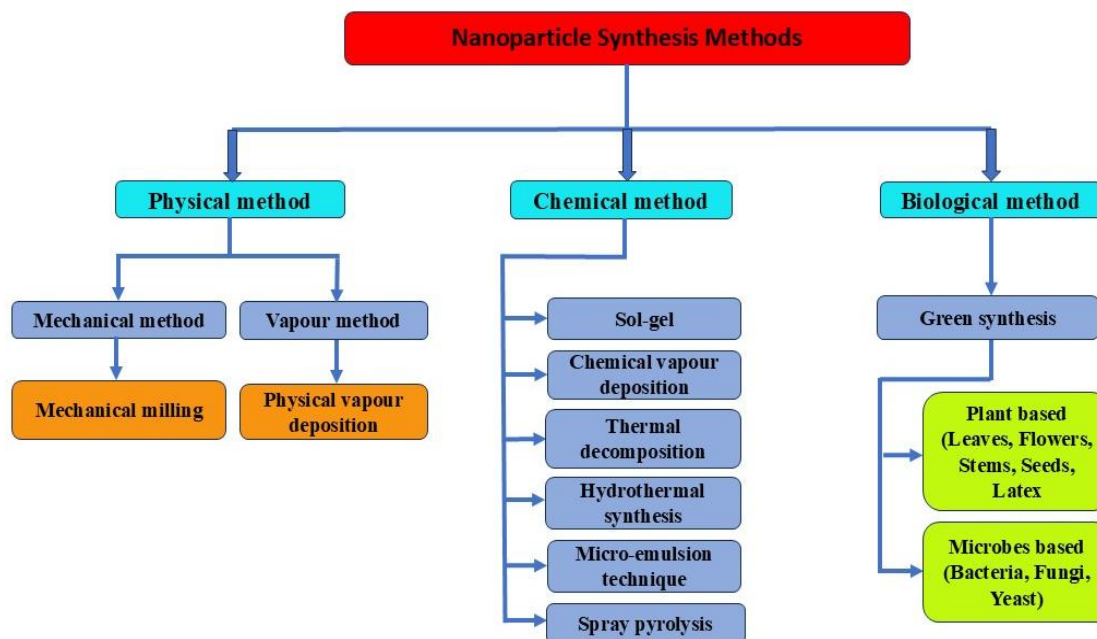 Nanoparticle Synthesis Methods
Physical method
Chemical method
Biological method
Mechanical method
Vapour method
Mechanical milling
Physical vapour
deposition
Sol-gel
Chemical vapour
deposition
Thermal
decomposition
Hydrothermal
synthesis
Micro-emulsion
technique
Spray pyrolysis
Green synthesis
Plant based
(Leaves, Flowers,
Stems, Seeds,
Latex
Microbes based
(Bacteria, Fungi,
Yeast)